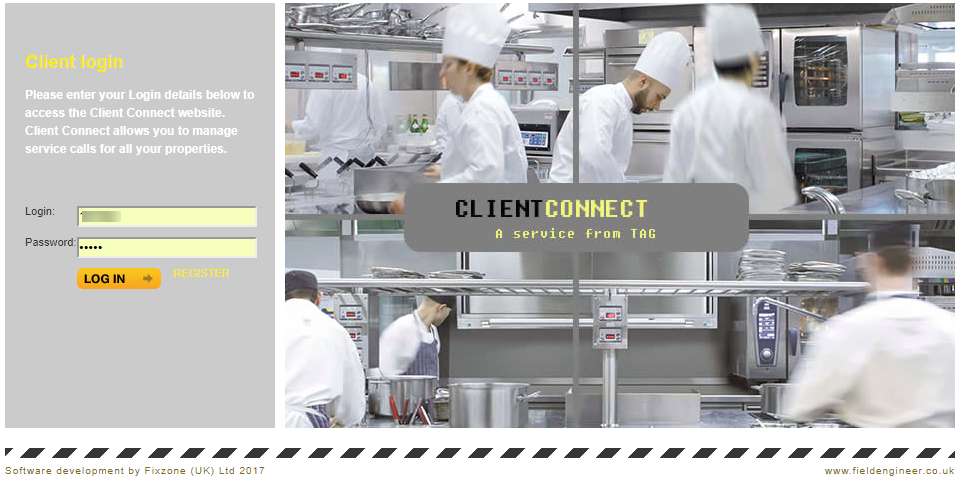 Client login
Please enter your Login details below to
access the Client Connect website.
Client Connect allows you to manage
service calls for all your properties.
Login:
Password:
•••••
LOG IN
REGISTER
CLIENTCONNECT
A service from TAG
Software development by Fixzone (UK) Ltd 2017
www.fieldengineer.co.uk